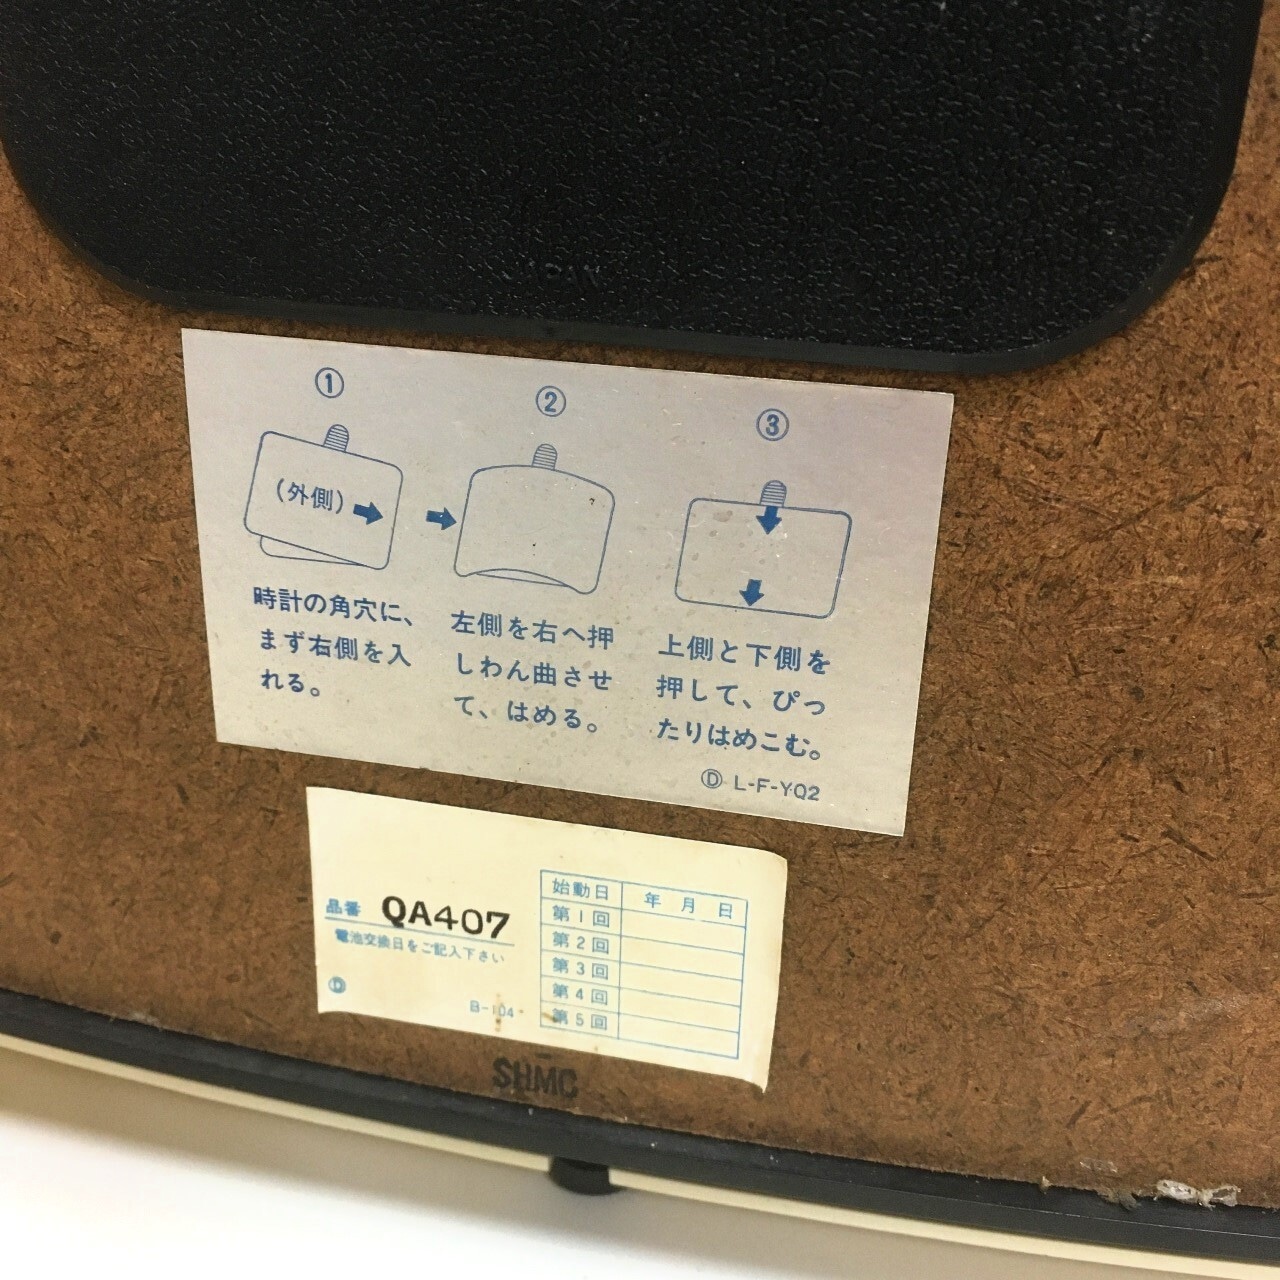 ①
(外側)
時計の角穴に、
まず右側を入
れる。
②
左側を右へ押
しわん曲させ
て、はめる。
③
上側と下側を
押して、ぴっ
たりはめこむ。
Ⓓ L-F-YQ2
品番 QA407
電池交換日をご記入下さい
Ⓓ B-104
始動日 年 月 日
第1回
第2回
第3回
第4回
第5回
SHMC